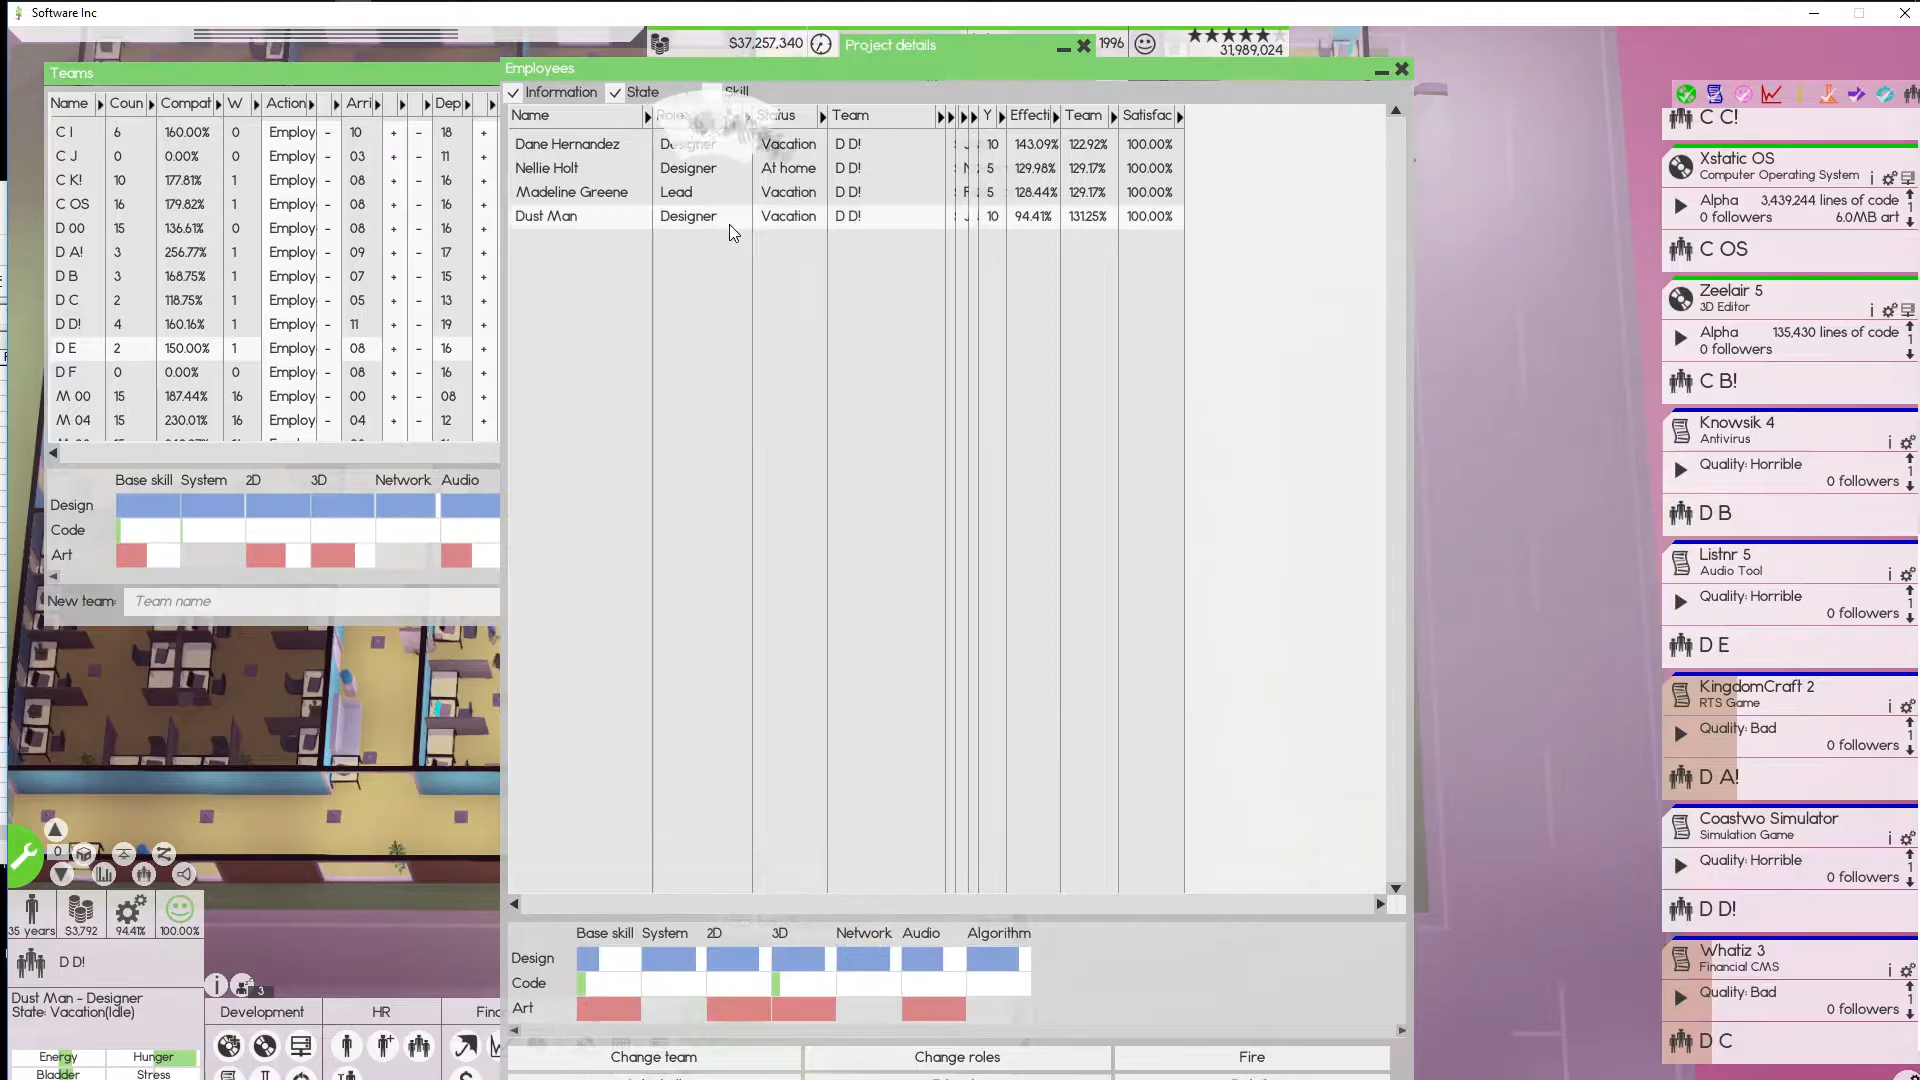 Software Inc
$37,257,340
Project details
1996
31,989,024
Teams
Employees
Information State Skill
Name Coun Compat W Action Arri Dep
C I 6 160.00% 0 Employ - 10 + - 18 +
C J 0 0.00% 0 Employ - 03 + - 11 +
C K! 10 177.81% 1 Employ - 08 + - 16 +
C OS 16 179.82% 1 Employ - 08 + - 16 +
D 00 15 136.61% 0 Employ - 08 + - 16 +
D A! 3 256.77% 1 Employ - 09 + - 17 +
D B 3 168.75% 1 Employ - 07 + - 15 +
D C 2 118.75% 1 Employ - 05 + - 13 +
D D! 4 160.16% 1 Employ - 11 + - 19 +
D E 2 150.00% 1 Employ - 08 + - 16 +
D F 0 0.00% 0 Employ - 08 + - 16 +
M 00 15 187.44% 16 Employ - 00 + - 08 +
M 04 15 230.01% 16 Employ - 04 + - 12 +
Base skill System 2D 3D Network Audio
Design
Code
Art
New team: Team name
Name Roles Status Team Y Effecti Team Satisfac
Dane Hernandez Designer Vacation D D! 10 143.09% 122.92% 100.00%
Nellie Holt Designer At home D D! 5 129.98% 129.17% 100.00%
Madeline Greene Lead Vacation D D! 5 128.44% 129.17% 100.00%
Dust Man Designer Vacation D D! 10 94.41% 131.25% 100.00%
Base skill System 2D 3D Network Audio Algorithm
Design
Code
Art
Change team Change roles Fire
C C!
Xstatic OS
Computer Operating System
Alpha 3,439,244 lines of code
0 followers 6.0MB art
1
C OS
Zeelair 5
3D Editor
Alpha 135,430 lines of code
0 followers
1
C B!
Knowsik 4
Antivirus
Quality: Horrible
0 followers
1
D B
Listnr 5
Audio Tool
Quality: Horrible
0 followers
1
D E
KingdomCraft 2
RTS Game
Quality: Bad
0 followers
1
D A!
Coastwo Simulator
Simulation Game
Quality: Horrible
0 followers
1
D D!
Whatiz 3
Financial CMS
Quality: Bad
0 followers
1
D C
0
35 years $3,792 94.41% 100.00%
D D!
3
Dust Man - Designer
State: Vacation(Idle)
Energy Hunger
Bladder Stress
Development HR Fin